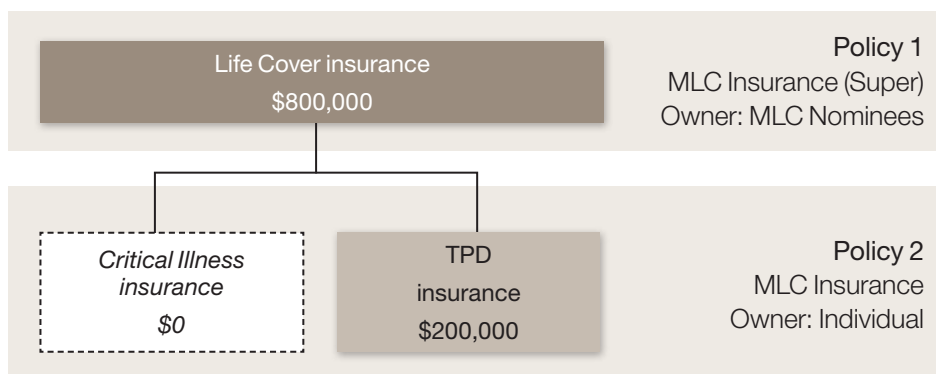 Life Cover insurance
$800,000
Policy 1
MLC Insurance (Super)
Owner: MLC Nominees
Critical Illness
insurance
$0
TPD
insurance
$200,000
Policy 2
MLC Insurance
Owner: Individual